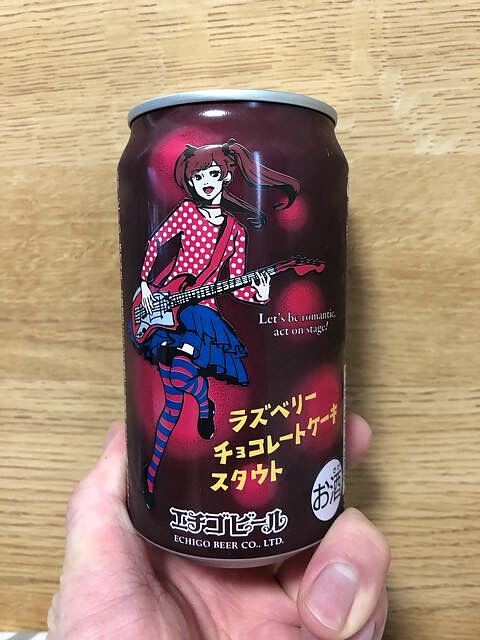 Let's be romantic,
act on stage!
ラズベリー
チョコレートケーキ
スタウト
お酒
エチゴビール
ECHIGO BEER CO., LTD.